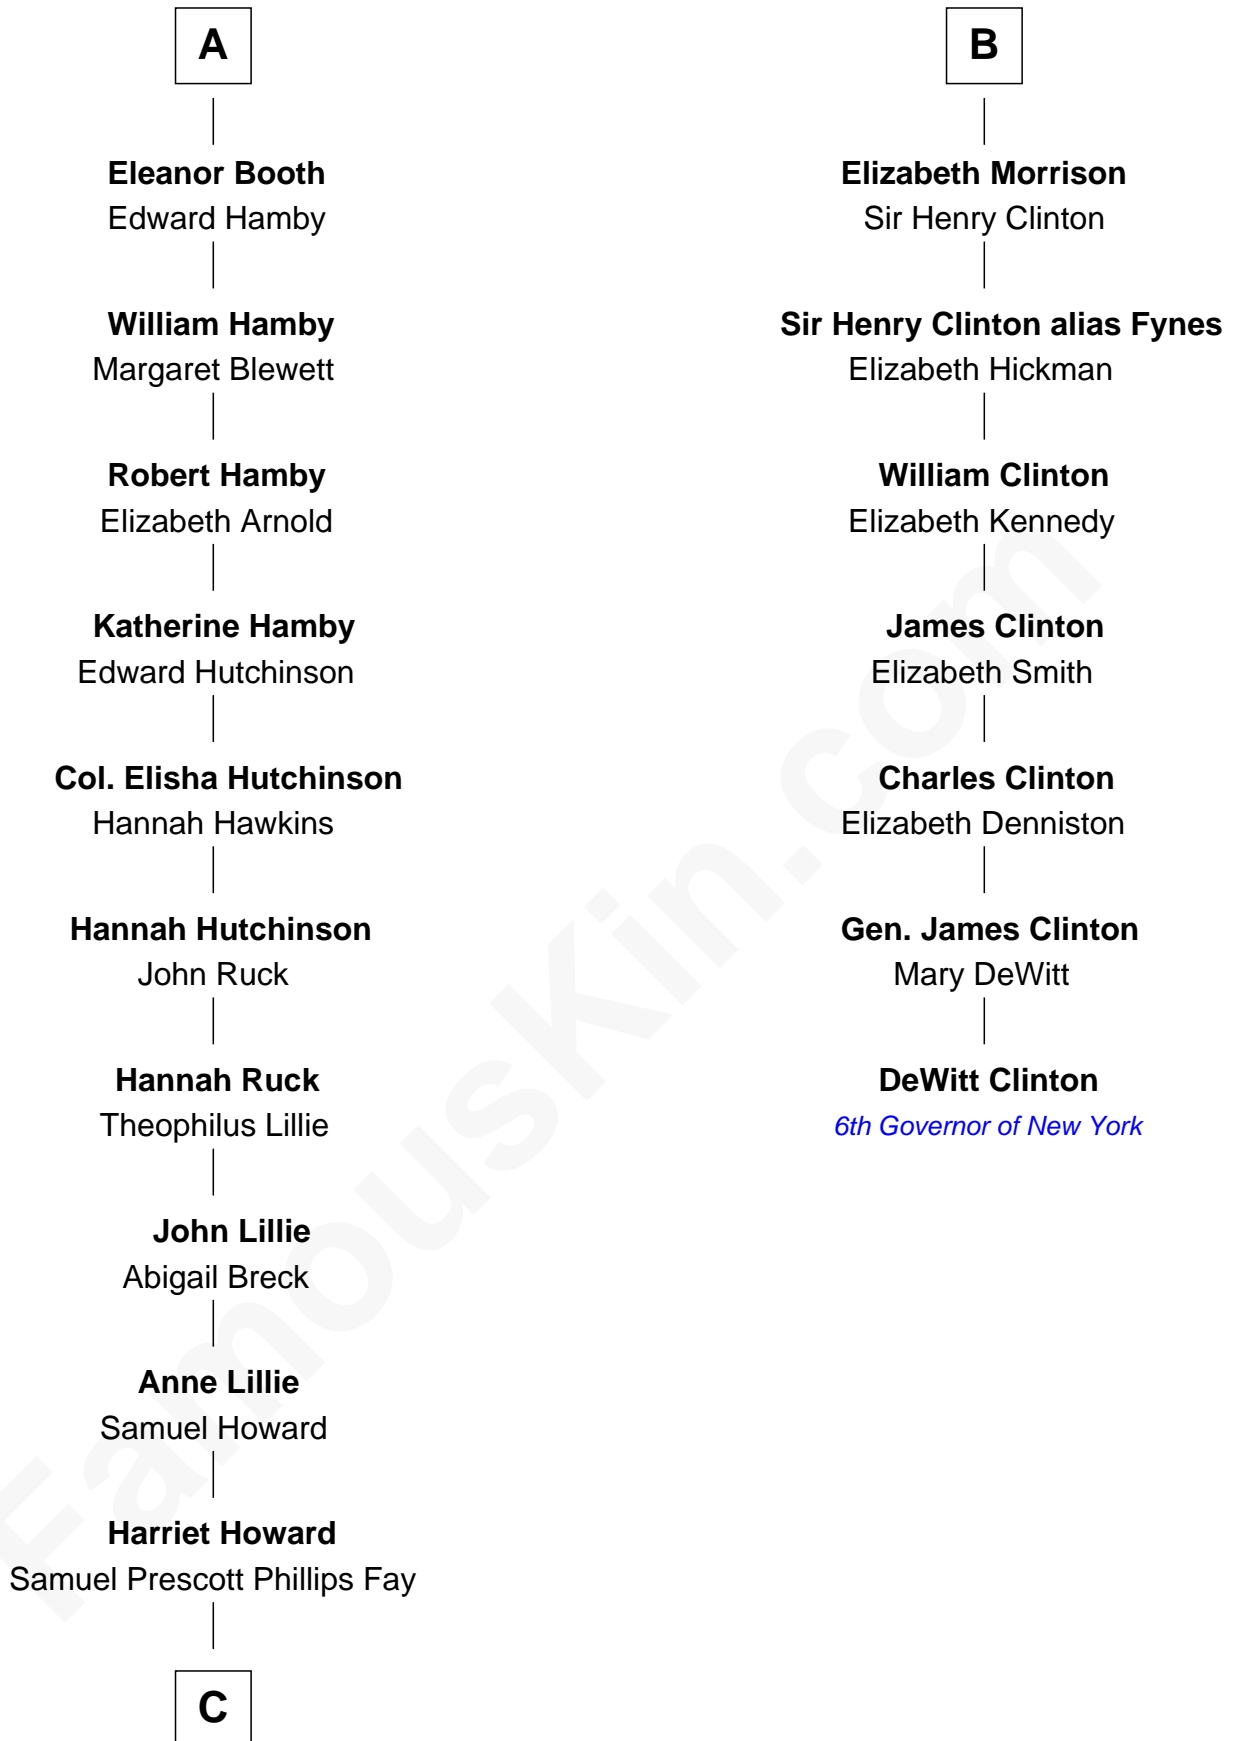 A
Eleanor Booth
Edward Hamby
William Hamby
Margaret Blewett
Robert Hamby
Elizabeth Arnold
Katherine Hamby
Edward Hutchinson
Col. Elisha Hutchinson
Hannah Hawkins
Hannah Hutchinson
John Ruck
Hannah Ruck
Theophilus Lillie
John Lillie
Abigail Breck
Anne Lillie
Samuel Howard
Harriet Howard
Samuel Prescott Phillips Fay
C
B
Elizabeth Morrison
Sir Henry Clinton
Sir Henry Clinton alias Fynes
Elizabeth Hickman
William Clinton
Elizabeth Kennedy
James Clinton
Elizabeth Smith
Charles Clinton
Elizabeth Denniston
Gen. James Clinton
Mary DeWitt
DeWitt Clinton
6th Governor of New York
FamousKin.com